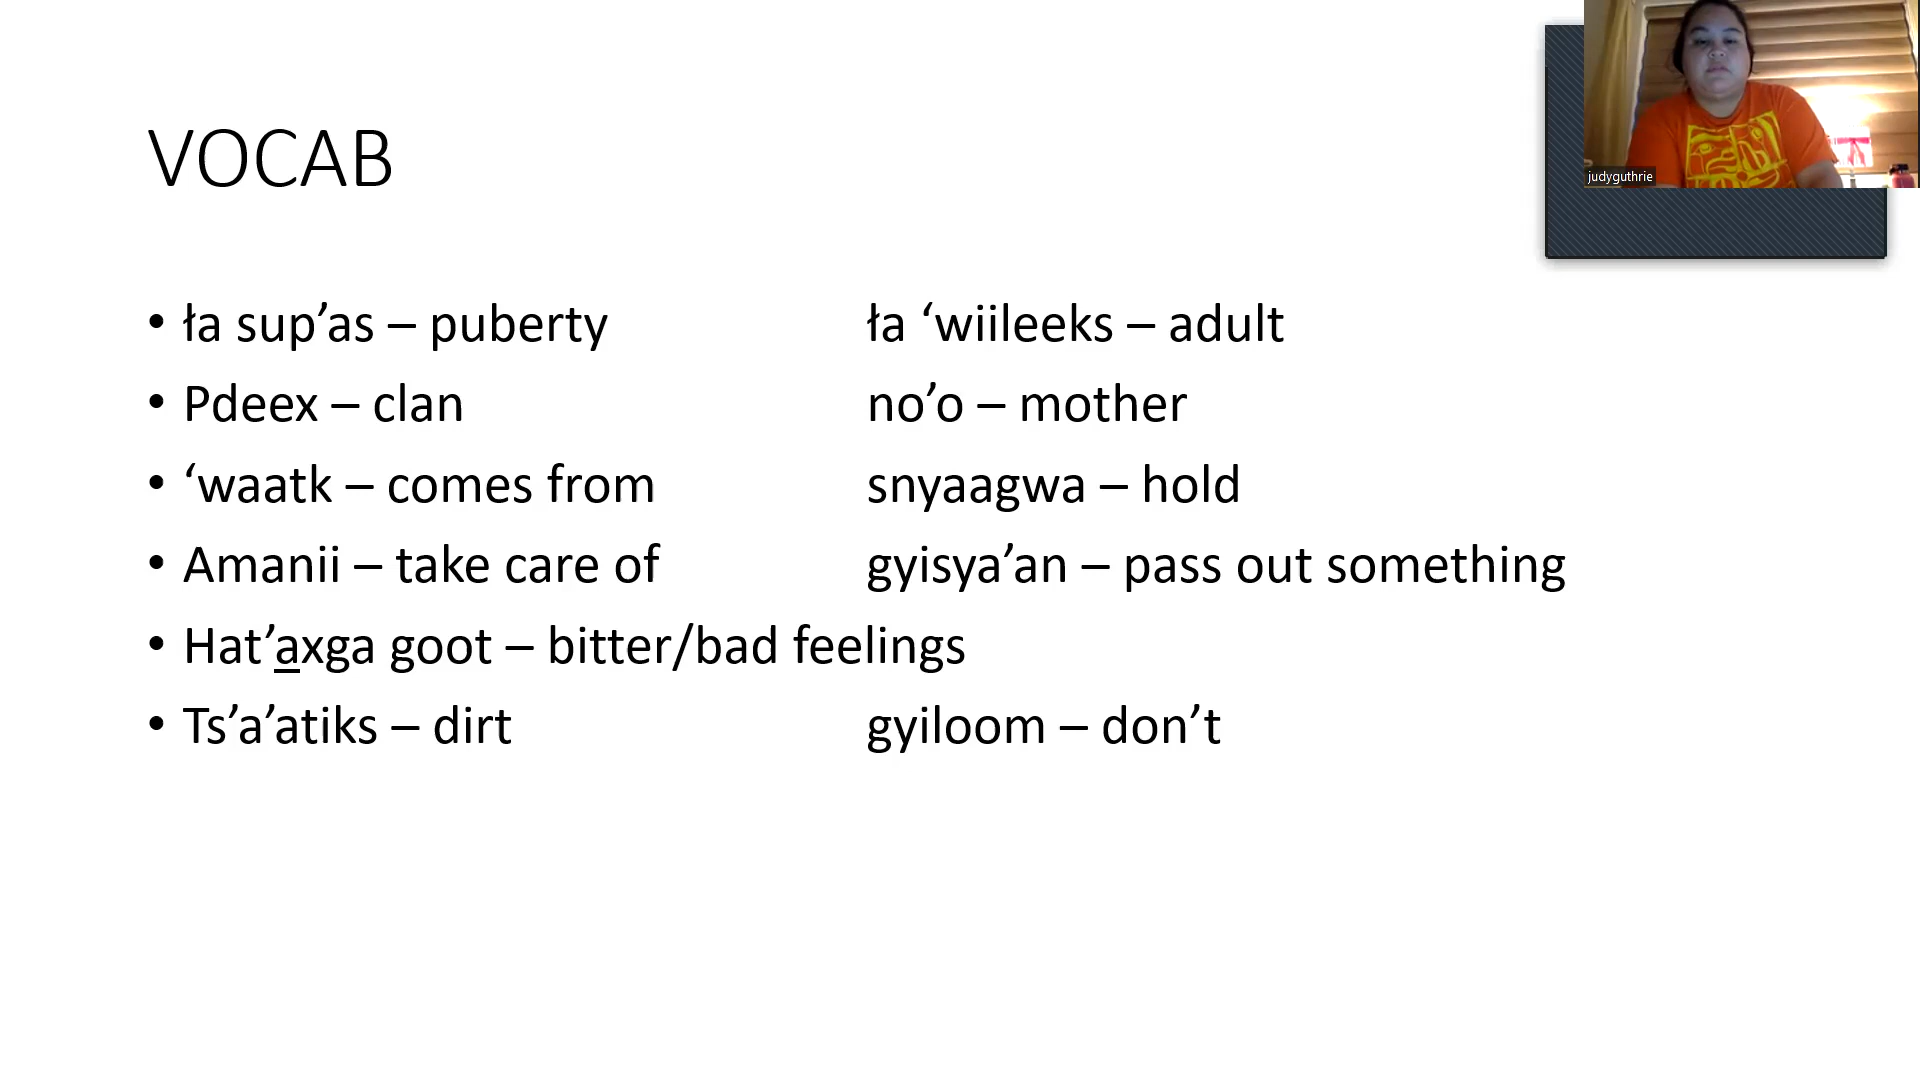 VOCAB
judyguthrie
• ła sup’as – puberty ła ‘wiileeks – adult
• Pdeex – clan no’o – mother
• ‘waatk – comes from snyaagwa – hold
• Amanii – take care of gyisya’an – pass out something
• Hat’a̱xga goot – bitter/bad feelings
• Ts’a’atiks – dirt gyiloom – don’t